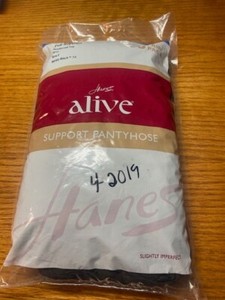 Hanes
alive
SUPPORT PANTYHOSE
4-2019
Hanes
SLIGHTLY IMPERFECT